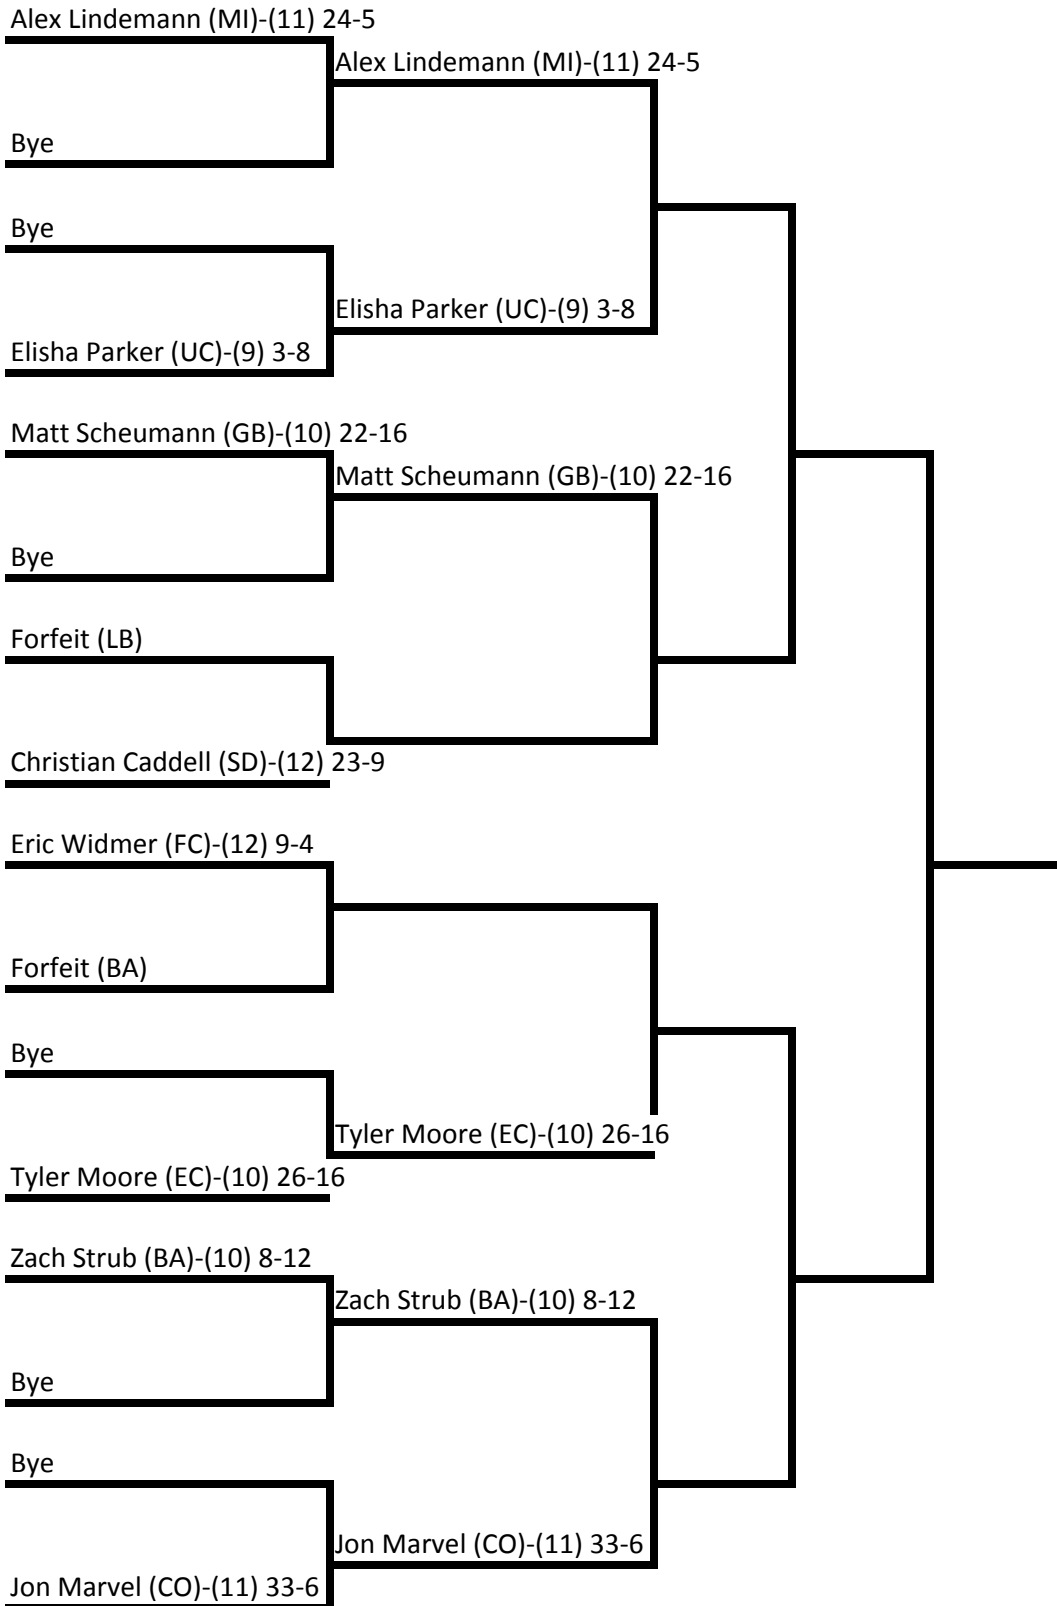 Alex Lindemann (MI)-(11) 24-5
Alex Lindemann (MI)-(11) 24-5
Bye
Bye
Elisha Parker (UC)-(9) 3-8
Elisha Parker (UC)-(9) 3-8
Matt Scheumann (GB)-(10) 22-16
Matt Scheumann (GB)-(10) 22-16
Bye
Forfeit (LB)
Christian Caddell (SD)-(12) 23-9
Eric Widmer (FC)-(12) 9-4
Forfeit (BA)
Bye
Tyler Moore (EC)-(10) 26-16
Tyler Moore (EC)-(10) 26-16
Zach Strub (BA)-(10) 8-12
Zach Strub (BA)-(10) 8-12
Bye
Bye
Jon Marvel (CO)-(11) 33-6
Jon Marvel (CO)-(11) 33-6